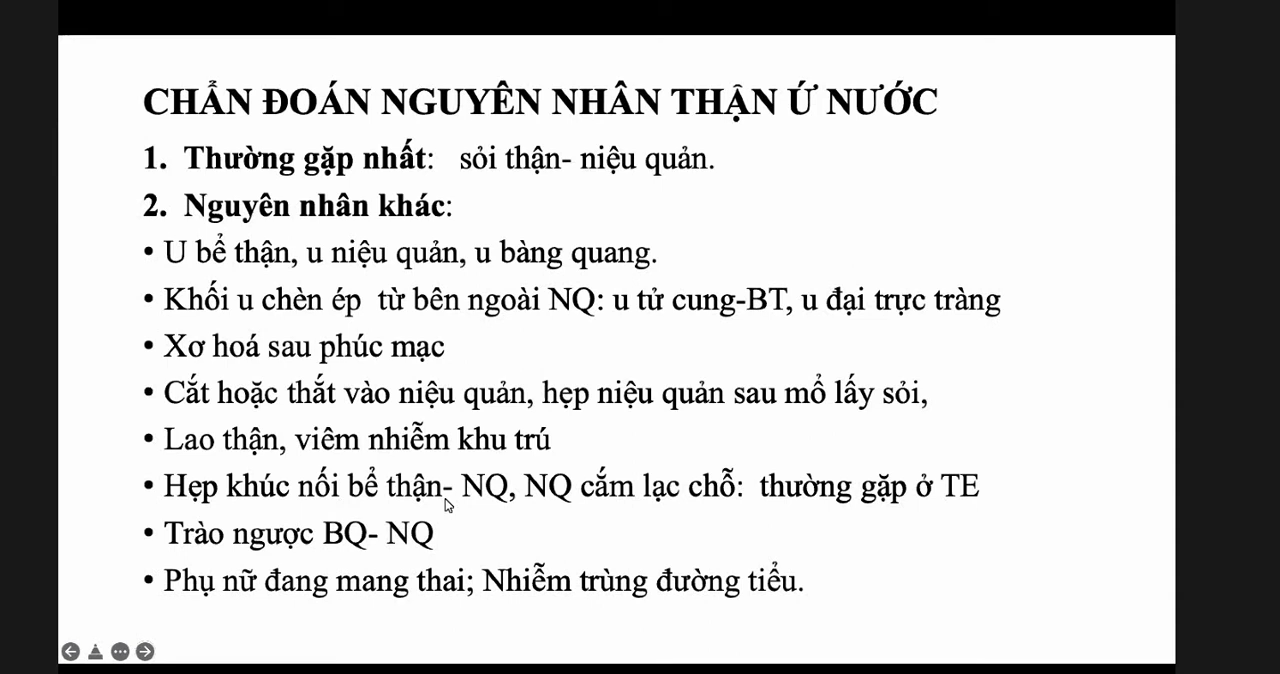 CHẨN ĐOÁN NGUYÊN NHÂN THẬN Ứ NƯỚC
1. Thường gặp nhất: sỏi thận- niệu quản.
2. Nguyên nhân khác:
• U bể thận, u niệu quản, u bàng quang.
• Khối u chèn ép từ bên ngoài NQ: u tử cung-BT, u đại trực tràng
• Xơ hoá sau phúc mạc
• Cắt hoặc thắt vào niệu quản, hẹp niệu quản sau mổ lấy sỏi,
• Lao thận, viêm nhiễm khu trú
• Hẹp khúc nối bể thận- NQ, NQ cắm lạc chỗ: thường gặp ở TE
• Trào ngược BQ- NQ
• Phụ nữ đang mang thai; Nhiễm trùng đường tiểu.